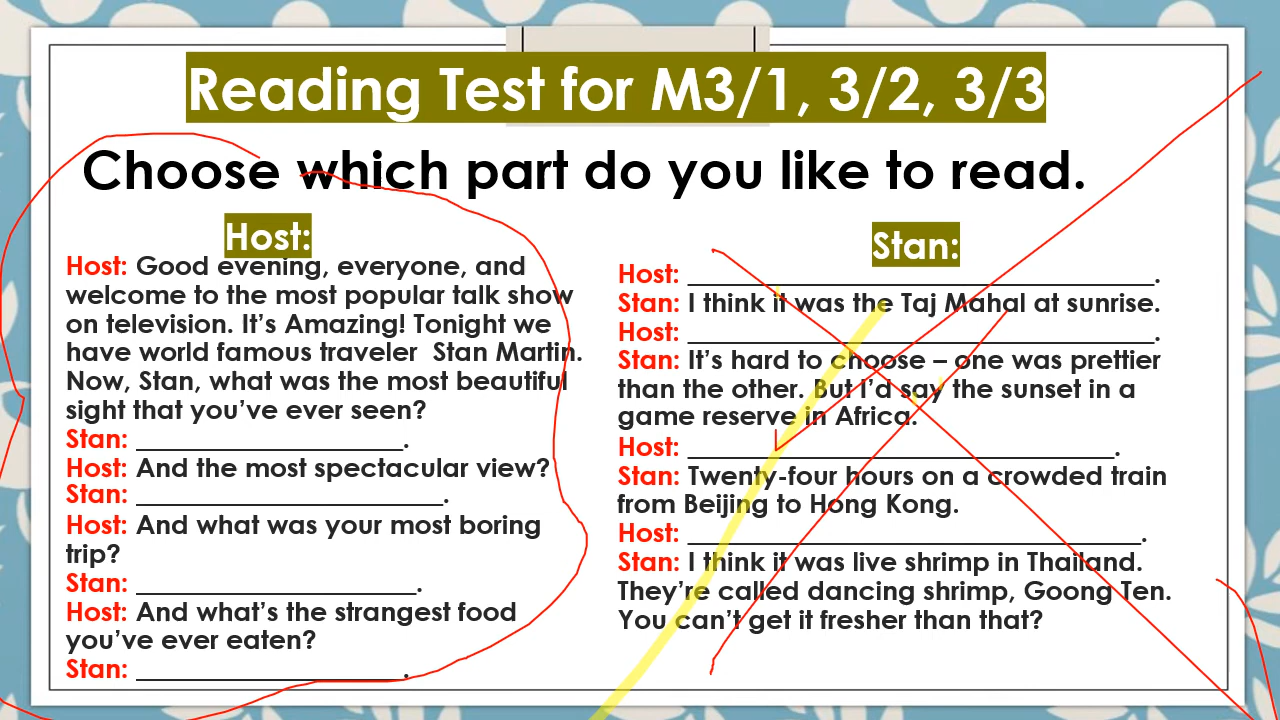 Reading Test for M3/1, 3/2, 3/3
Choose which part do you like to read.
Host:
Host: Good evening, everyone, and
welcome to the most popular talk show
on television. It's Amazing! Tonight we
have world famous traveler  Stan Martin.
Now, Stan, what was the most beautiful
sight that you've ever seen?
Stan: ____________________.
Host: And the most spectacular view?
Stan: _______________________.
Host: And what was your most boring
trip?
Stan: _____________________.
Host: And what's the strangest food
you've ever eaten?
Stan: ____________________.
Stan:
Host: ___________________________________.
Stan: I think it was the Taj Mahal at sunrise.
Host: ___________________________________.
Stan: It's hard to choose – one was prettier
than the other. But I'd say the sunset in a
game reserve in Africa.
Host: ________________________________.
Stan: Twenty-four hours on a crowded train
from Beijing to Hong Kong.
Host: __________________________________.
Stan: I think it was live shrimp in Thailand.
They're called dancing shrimp, Goong Ten.
You can't get it fresher than that?